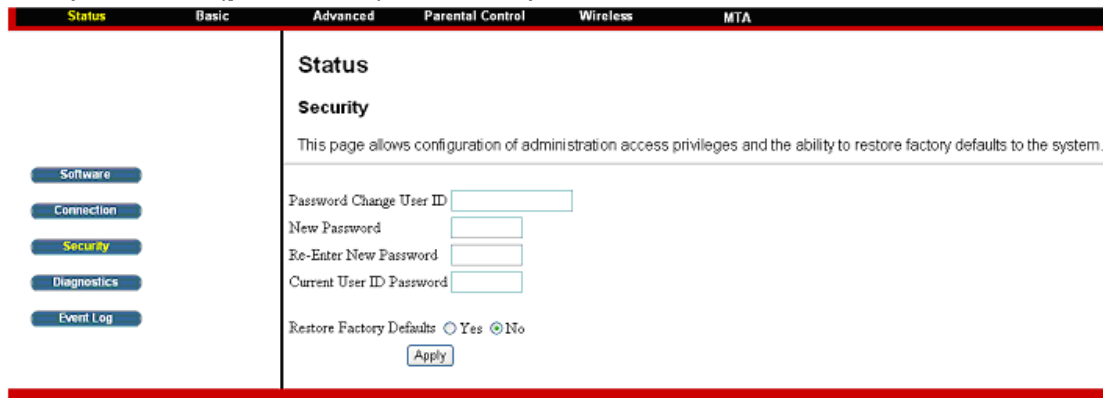 Status Basic Advanced Parental Control Wireless MTA
Status
Security
This page allows configuration of administration access privileges and the ability to restore factory defaults to the system.
Software
Connection
Security
Diagnostics
Event Log
Password Change User ID
New Password
Re-Enter New Password
Current User ID Password
Restore Factory Defaults Yes No
Apply